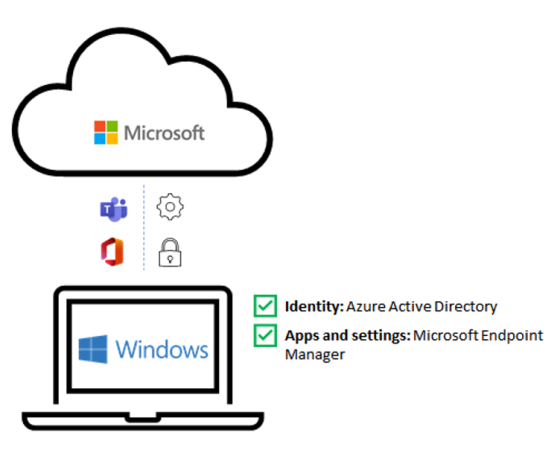 Microsoft
Windows
Identity: Azure Active Directory
Apps and settings: Microsoft Endpoint
Manager